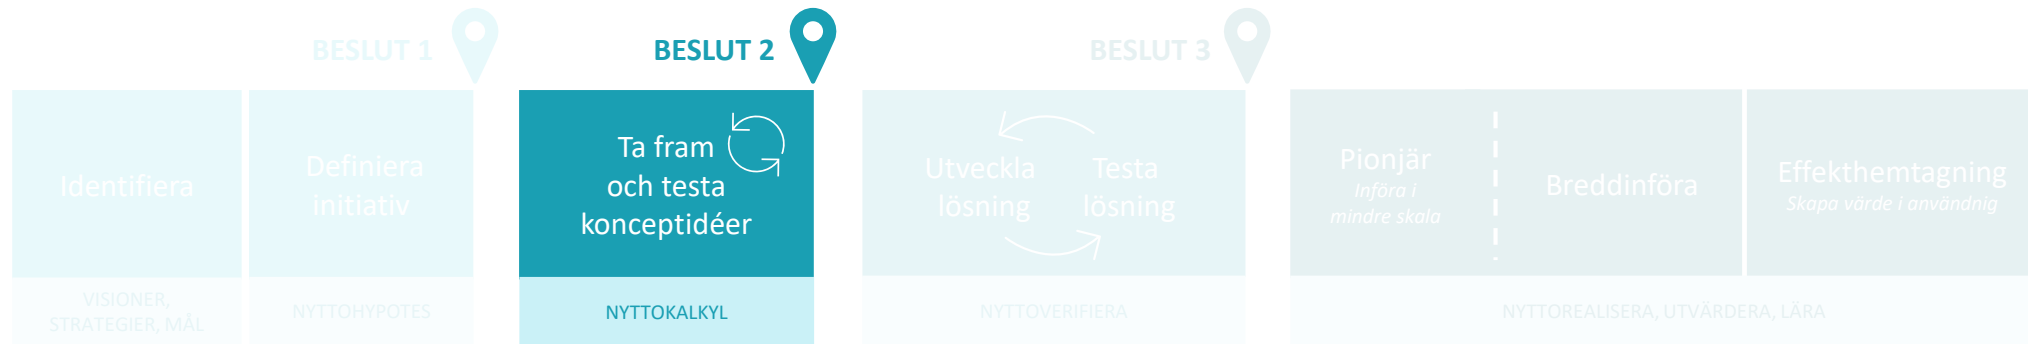 BESLUT 1
BESLUT 2
BESLUT 3
Identifiera
Definiera
initiativ
Ta fram
och testa
konceptidéer
Utveckla
lösning
Testa
lösning
Pionjär
Införa i
mindre skala
Breddinföra
Effekthemtagning
Skapa värde i användnig
VISIONER,
STRATEGIER, MÅL
NYTTOHYPOTES
NYTTOKALKYL
NYTTOVERIFIERA
NYTTOREALISERA, UTVÄRDERA, LÄRA